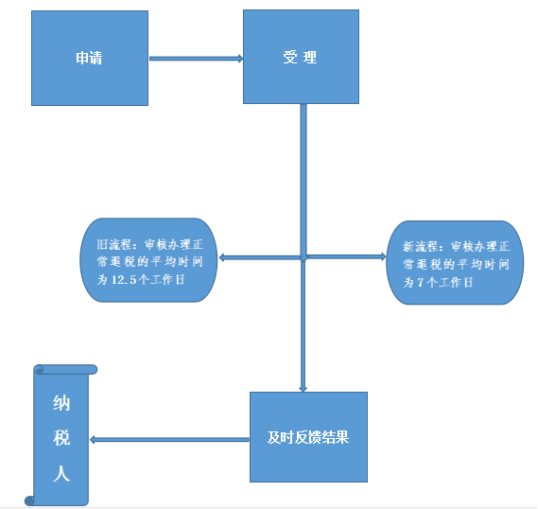 申请
受 理
旧流程：审核办理正
常退税的平均时间
为 12.5 个工作日
新流程：审核办理正
常退税的平均时间
为 7 个工作日
及时反馈结果
纳
税
人